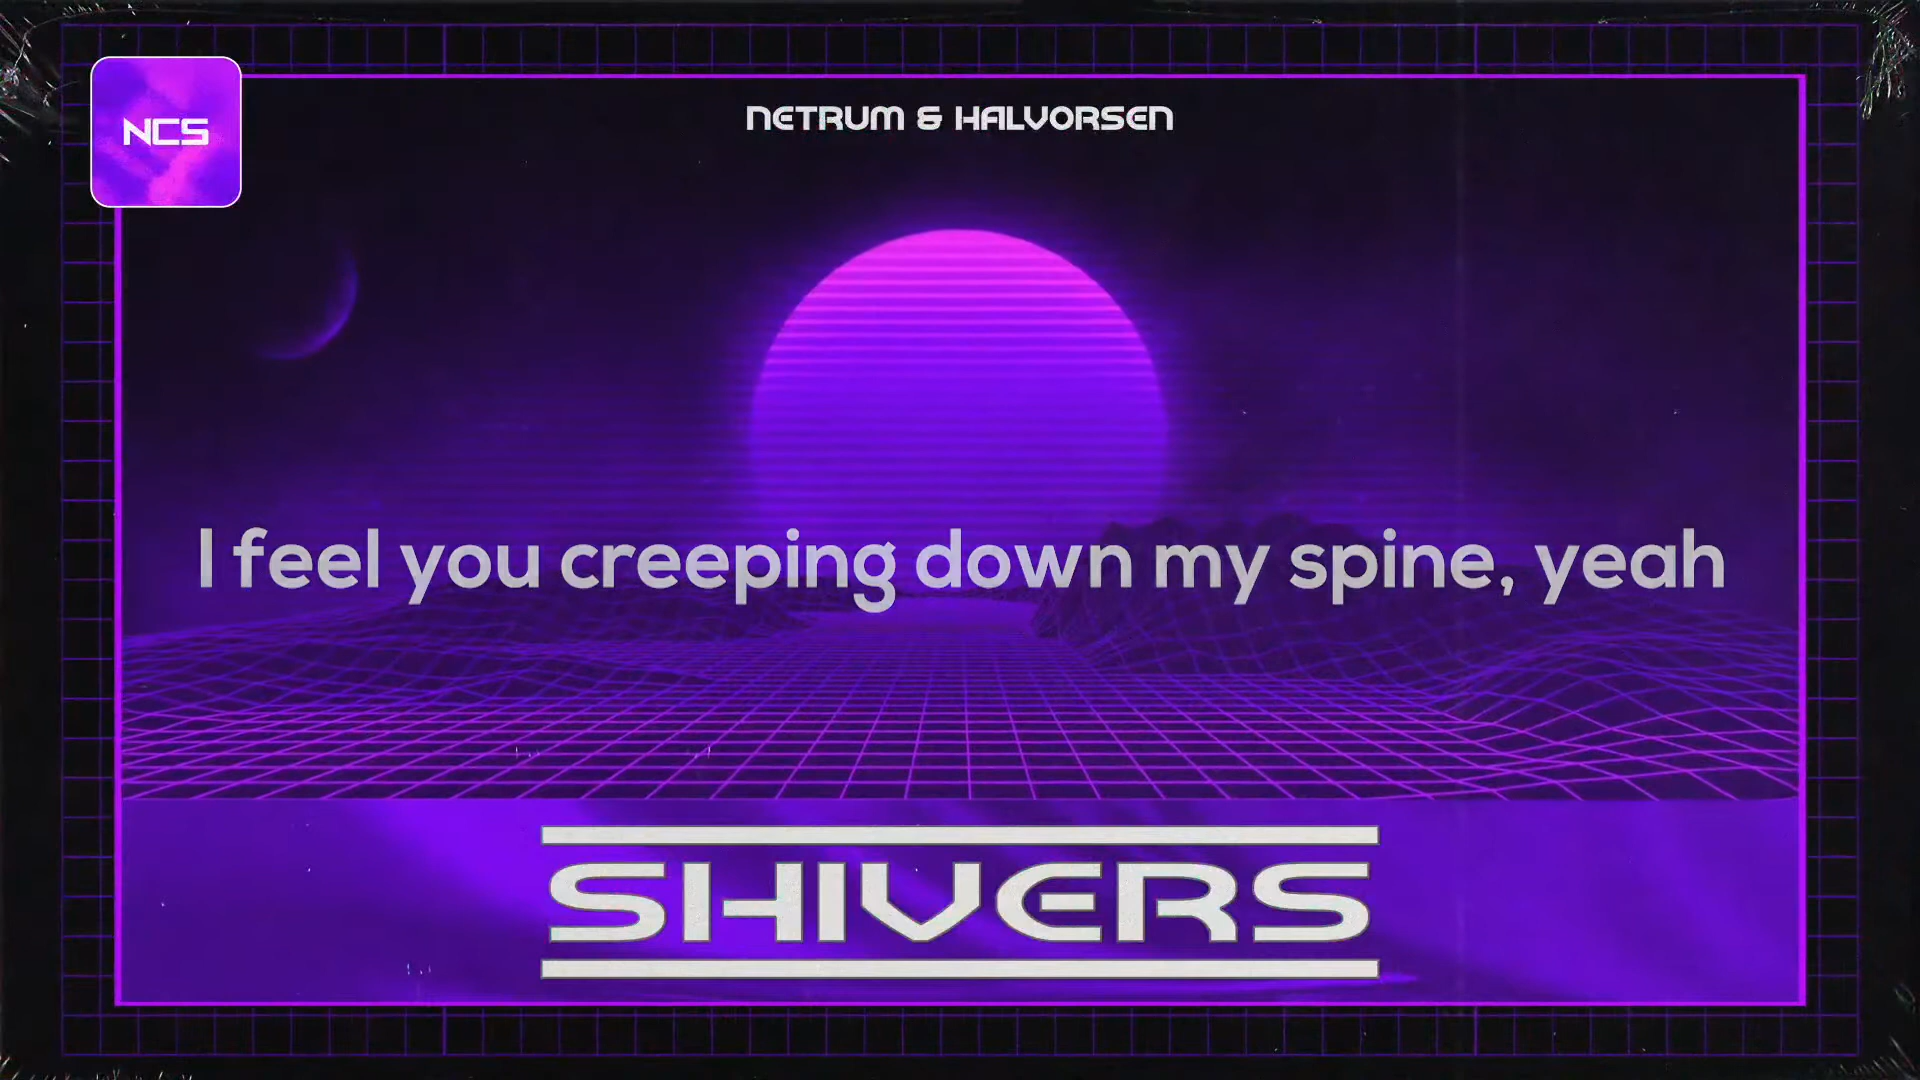 NCS
NETRUM & HALVORSEN
I feel you creeping down my spine, yeah
SHIVERS